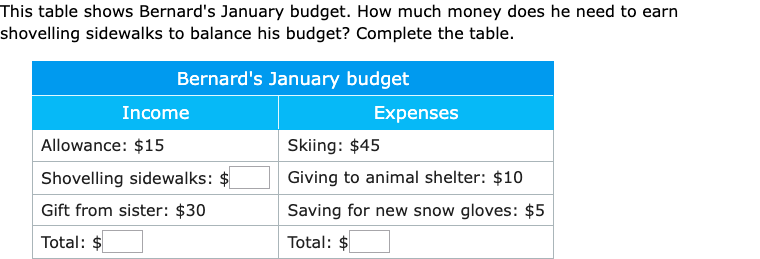 This table shows Bernard's January budget. How much money does he need to earn
shovelling sidewalks to balance his budget? Complete the table.
Bernard's January budget
Income Expenses
Allowance: $15 Skiing: $45
Shovelling sidewalks: $ Giving to animal shelter: $10
Gift from sister: $30 Saving for new snow gloves: $5
Total: $ Total: $